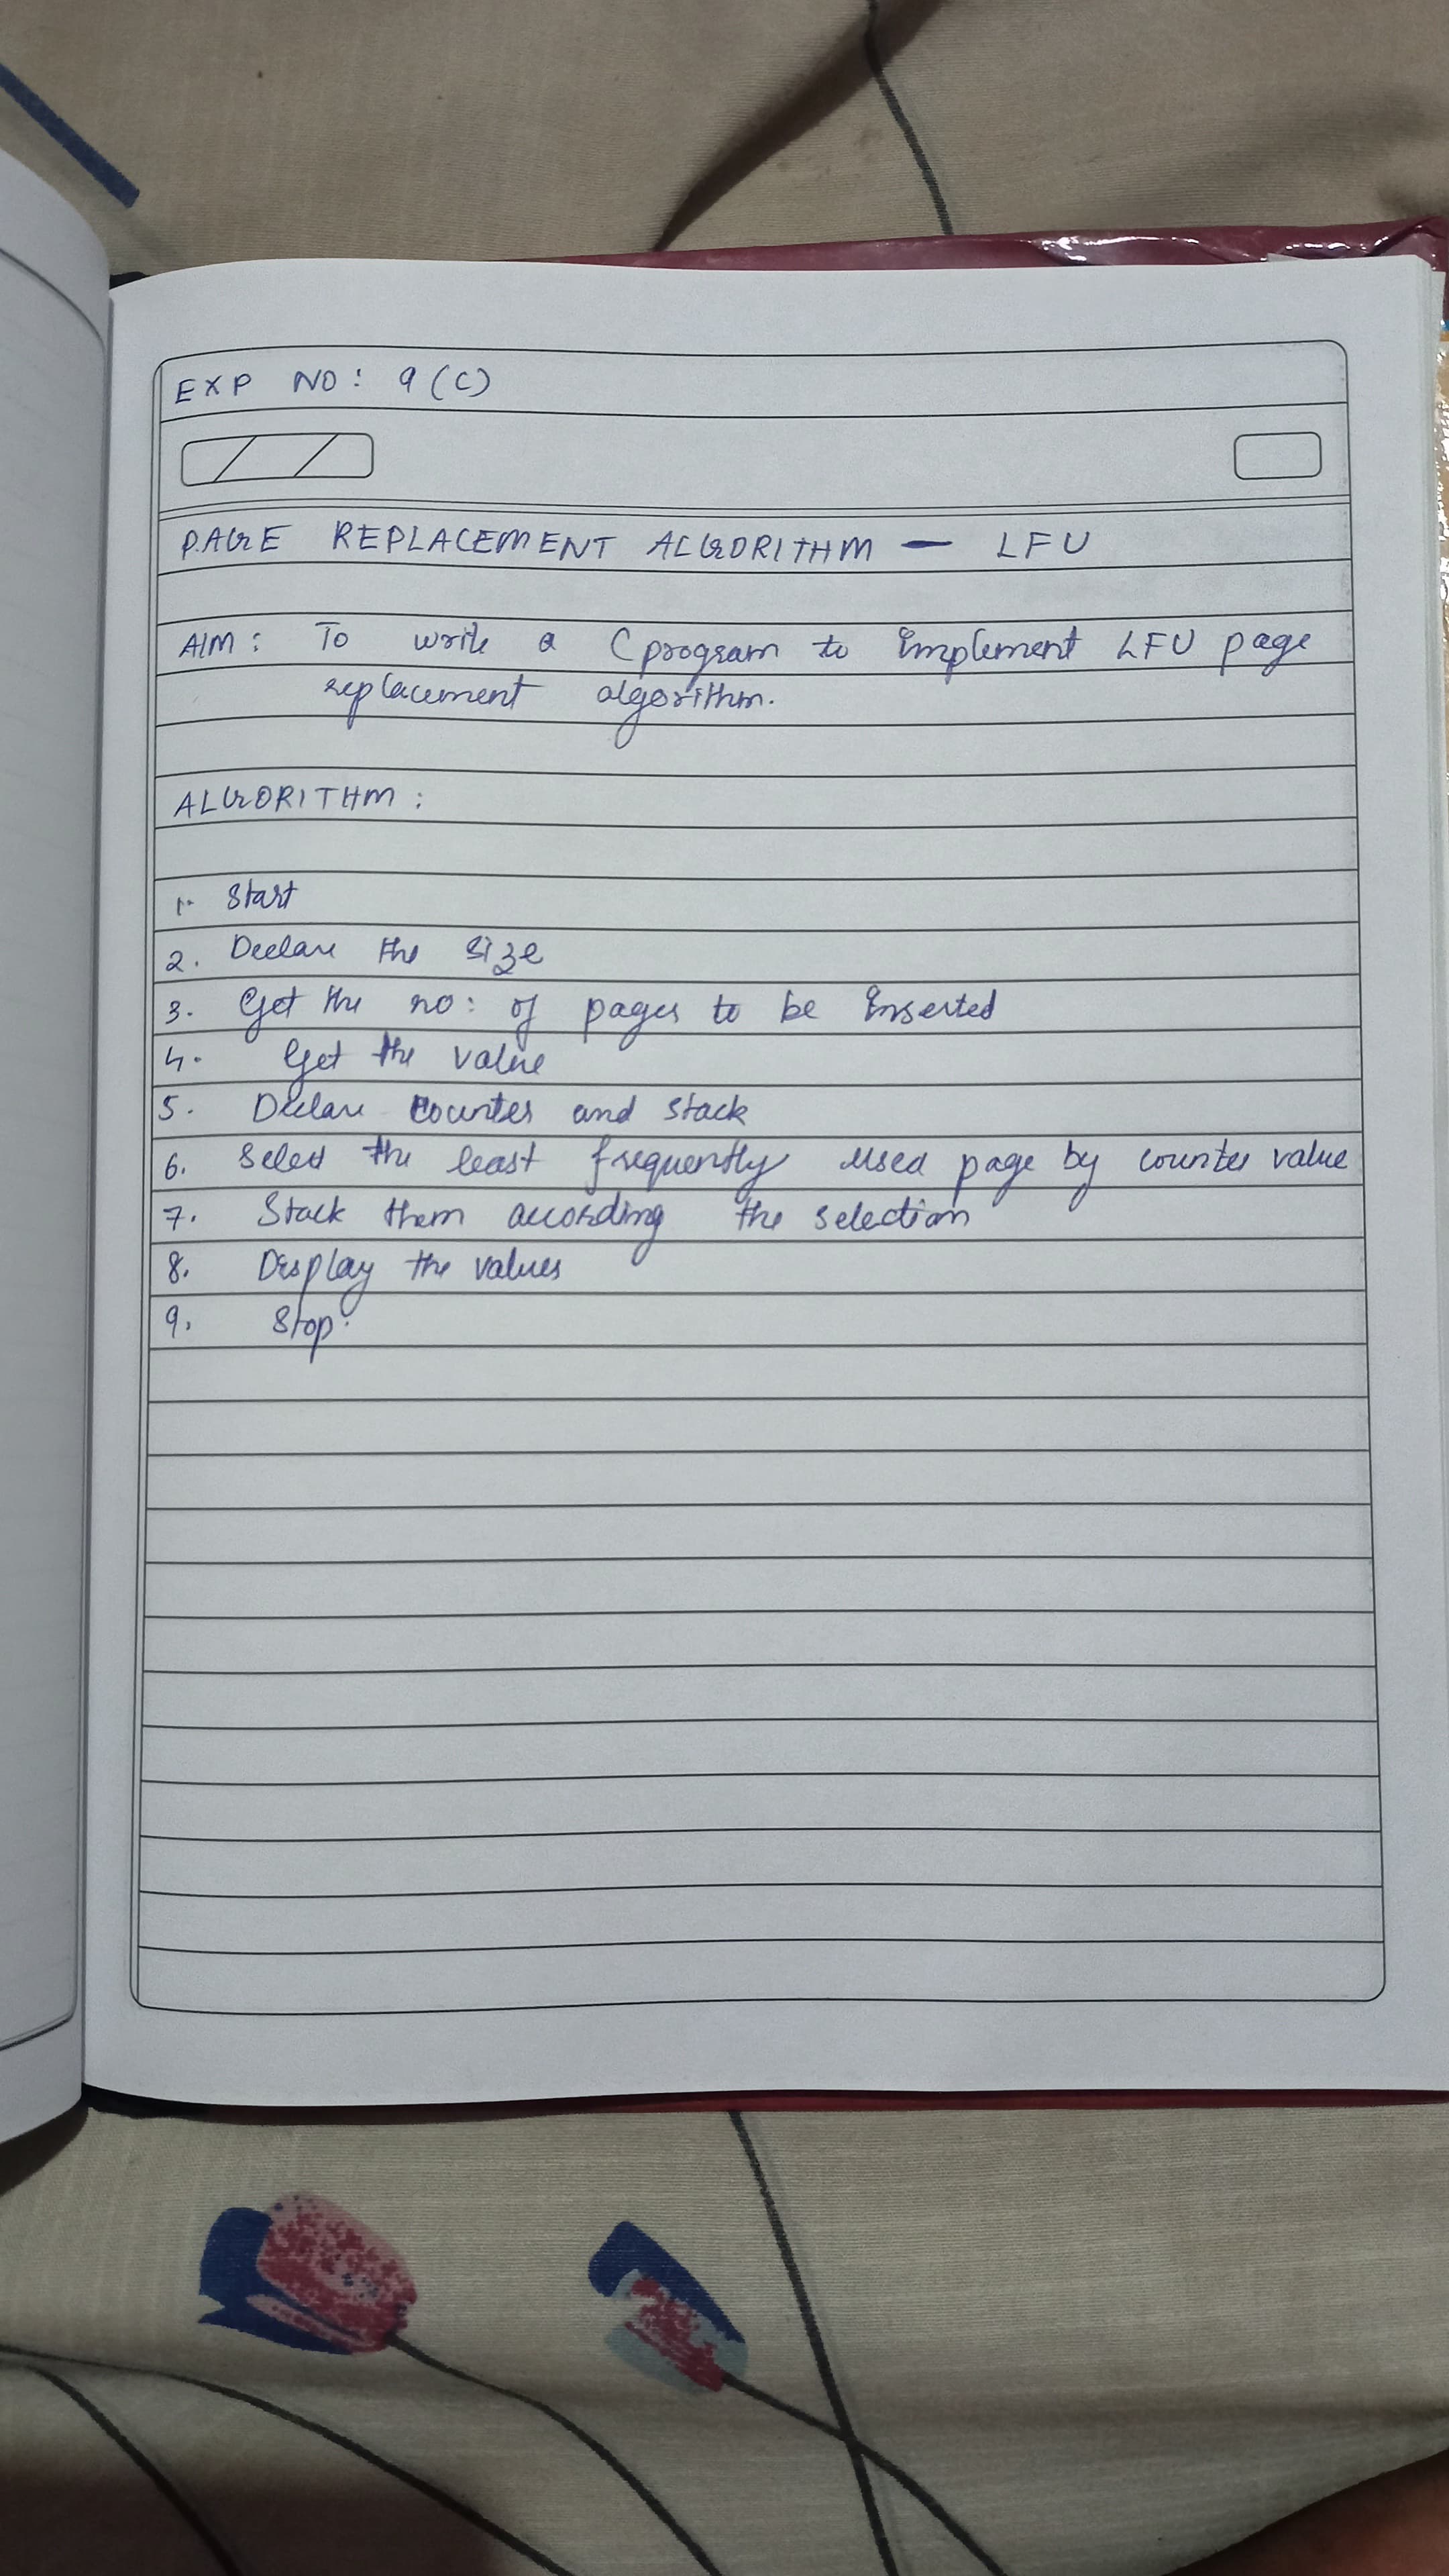 EXP NO: 9 (C)
PAGE REPLACEMENT ALGORITHM — LFU
AIM: To write a C program to implement LFU page
replacement algorithm.
ALGORITHM:
1. Start
2. Declare the size
3. Get the no: of pages to be inserted
4. Get the value
5. Declare counter and stack
6. Select the least frequently used page by counter value
7. Stack them according the selection
8. Display the values
9. Stop.